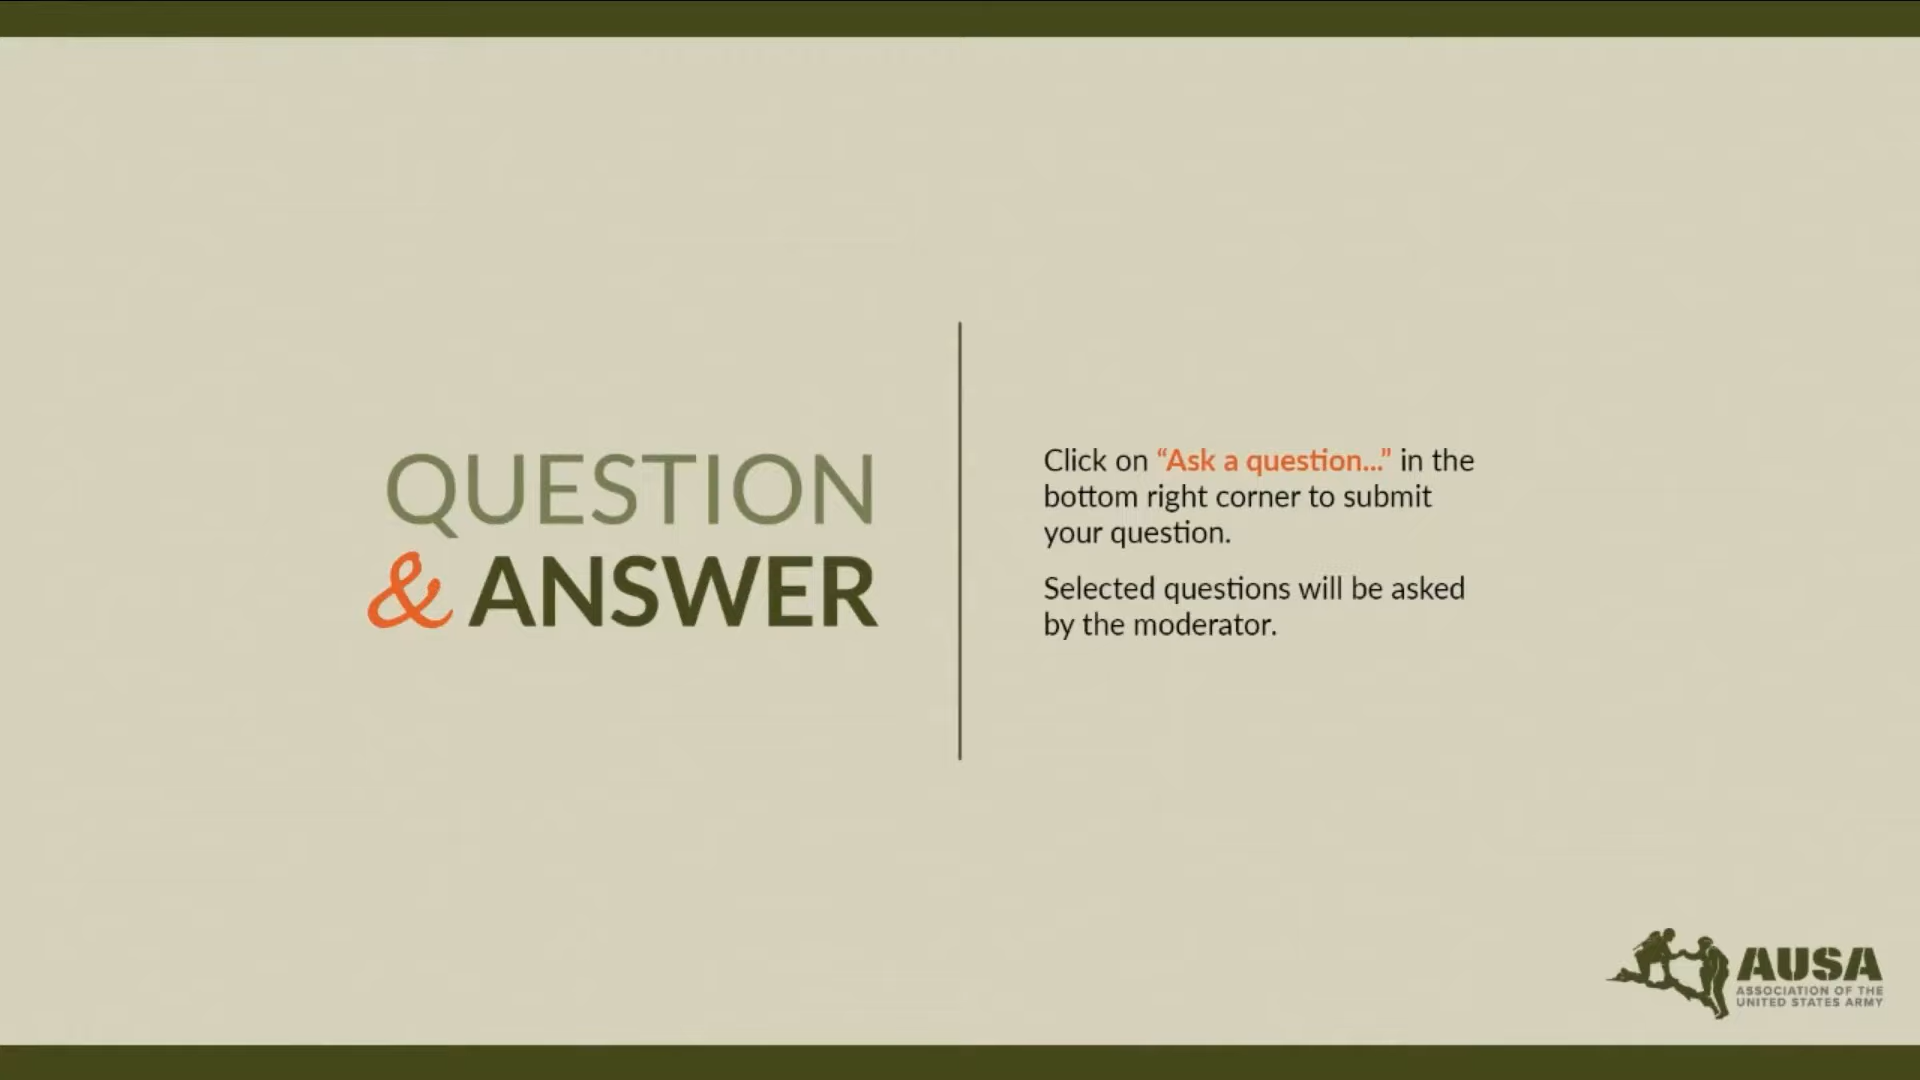 QUESTION
& ANSWER
Click on “Ask a question...” in the
bottom right corner to submit
your question.
Selected questions will be asked
by the moderator.
AUSA
ASSOCIATION OF THE
UNITED STATES ARMY